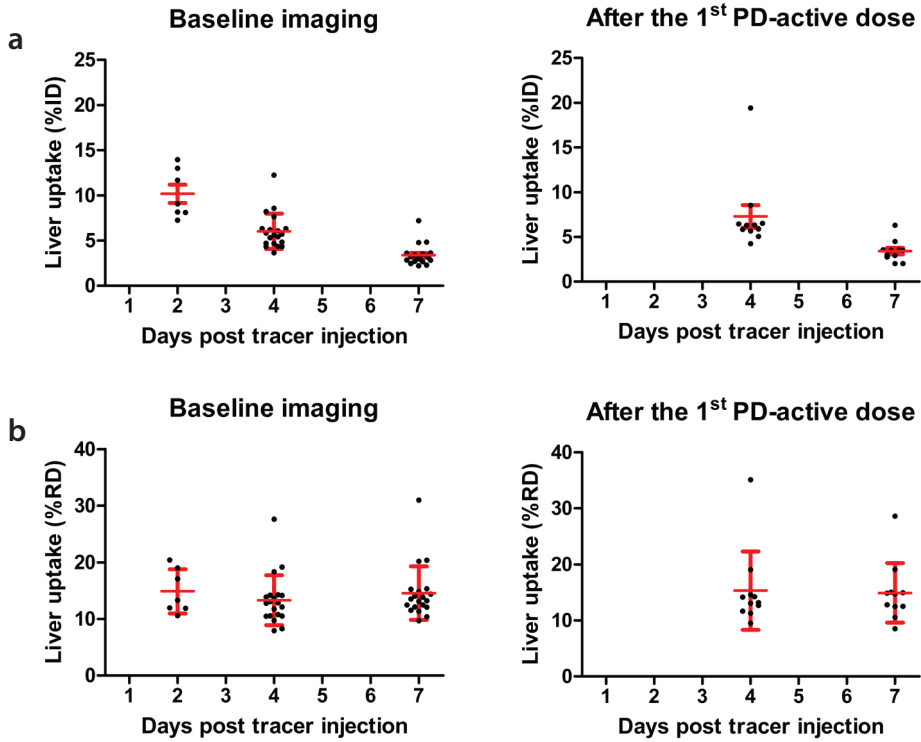 a
Baseline imaging
Liver uptake (%ID)
25
20
15
10
5
0
1 2 3 4 5 6 7
Days post tracer injection
After the 1st PD-active dose
Liver uptake (%ID)
25
20
15
10
5
0
1 2 3 4 5 6 7
Days post tracer injection
b
Baseline imaging
Liver uptake (%RD)
40
30
20
10
0
1 2 3 4 5 6 7
Days post tracer injection
After the 1st PD-active dose
Liver uptake (%RD)
40
30
20
10
0
1 2 3 4 5 6 7
Days post tracer injection